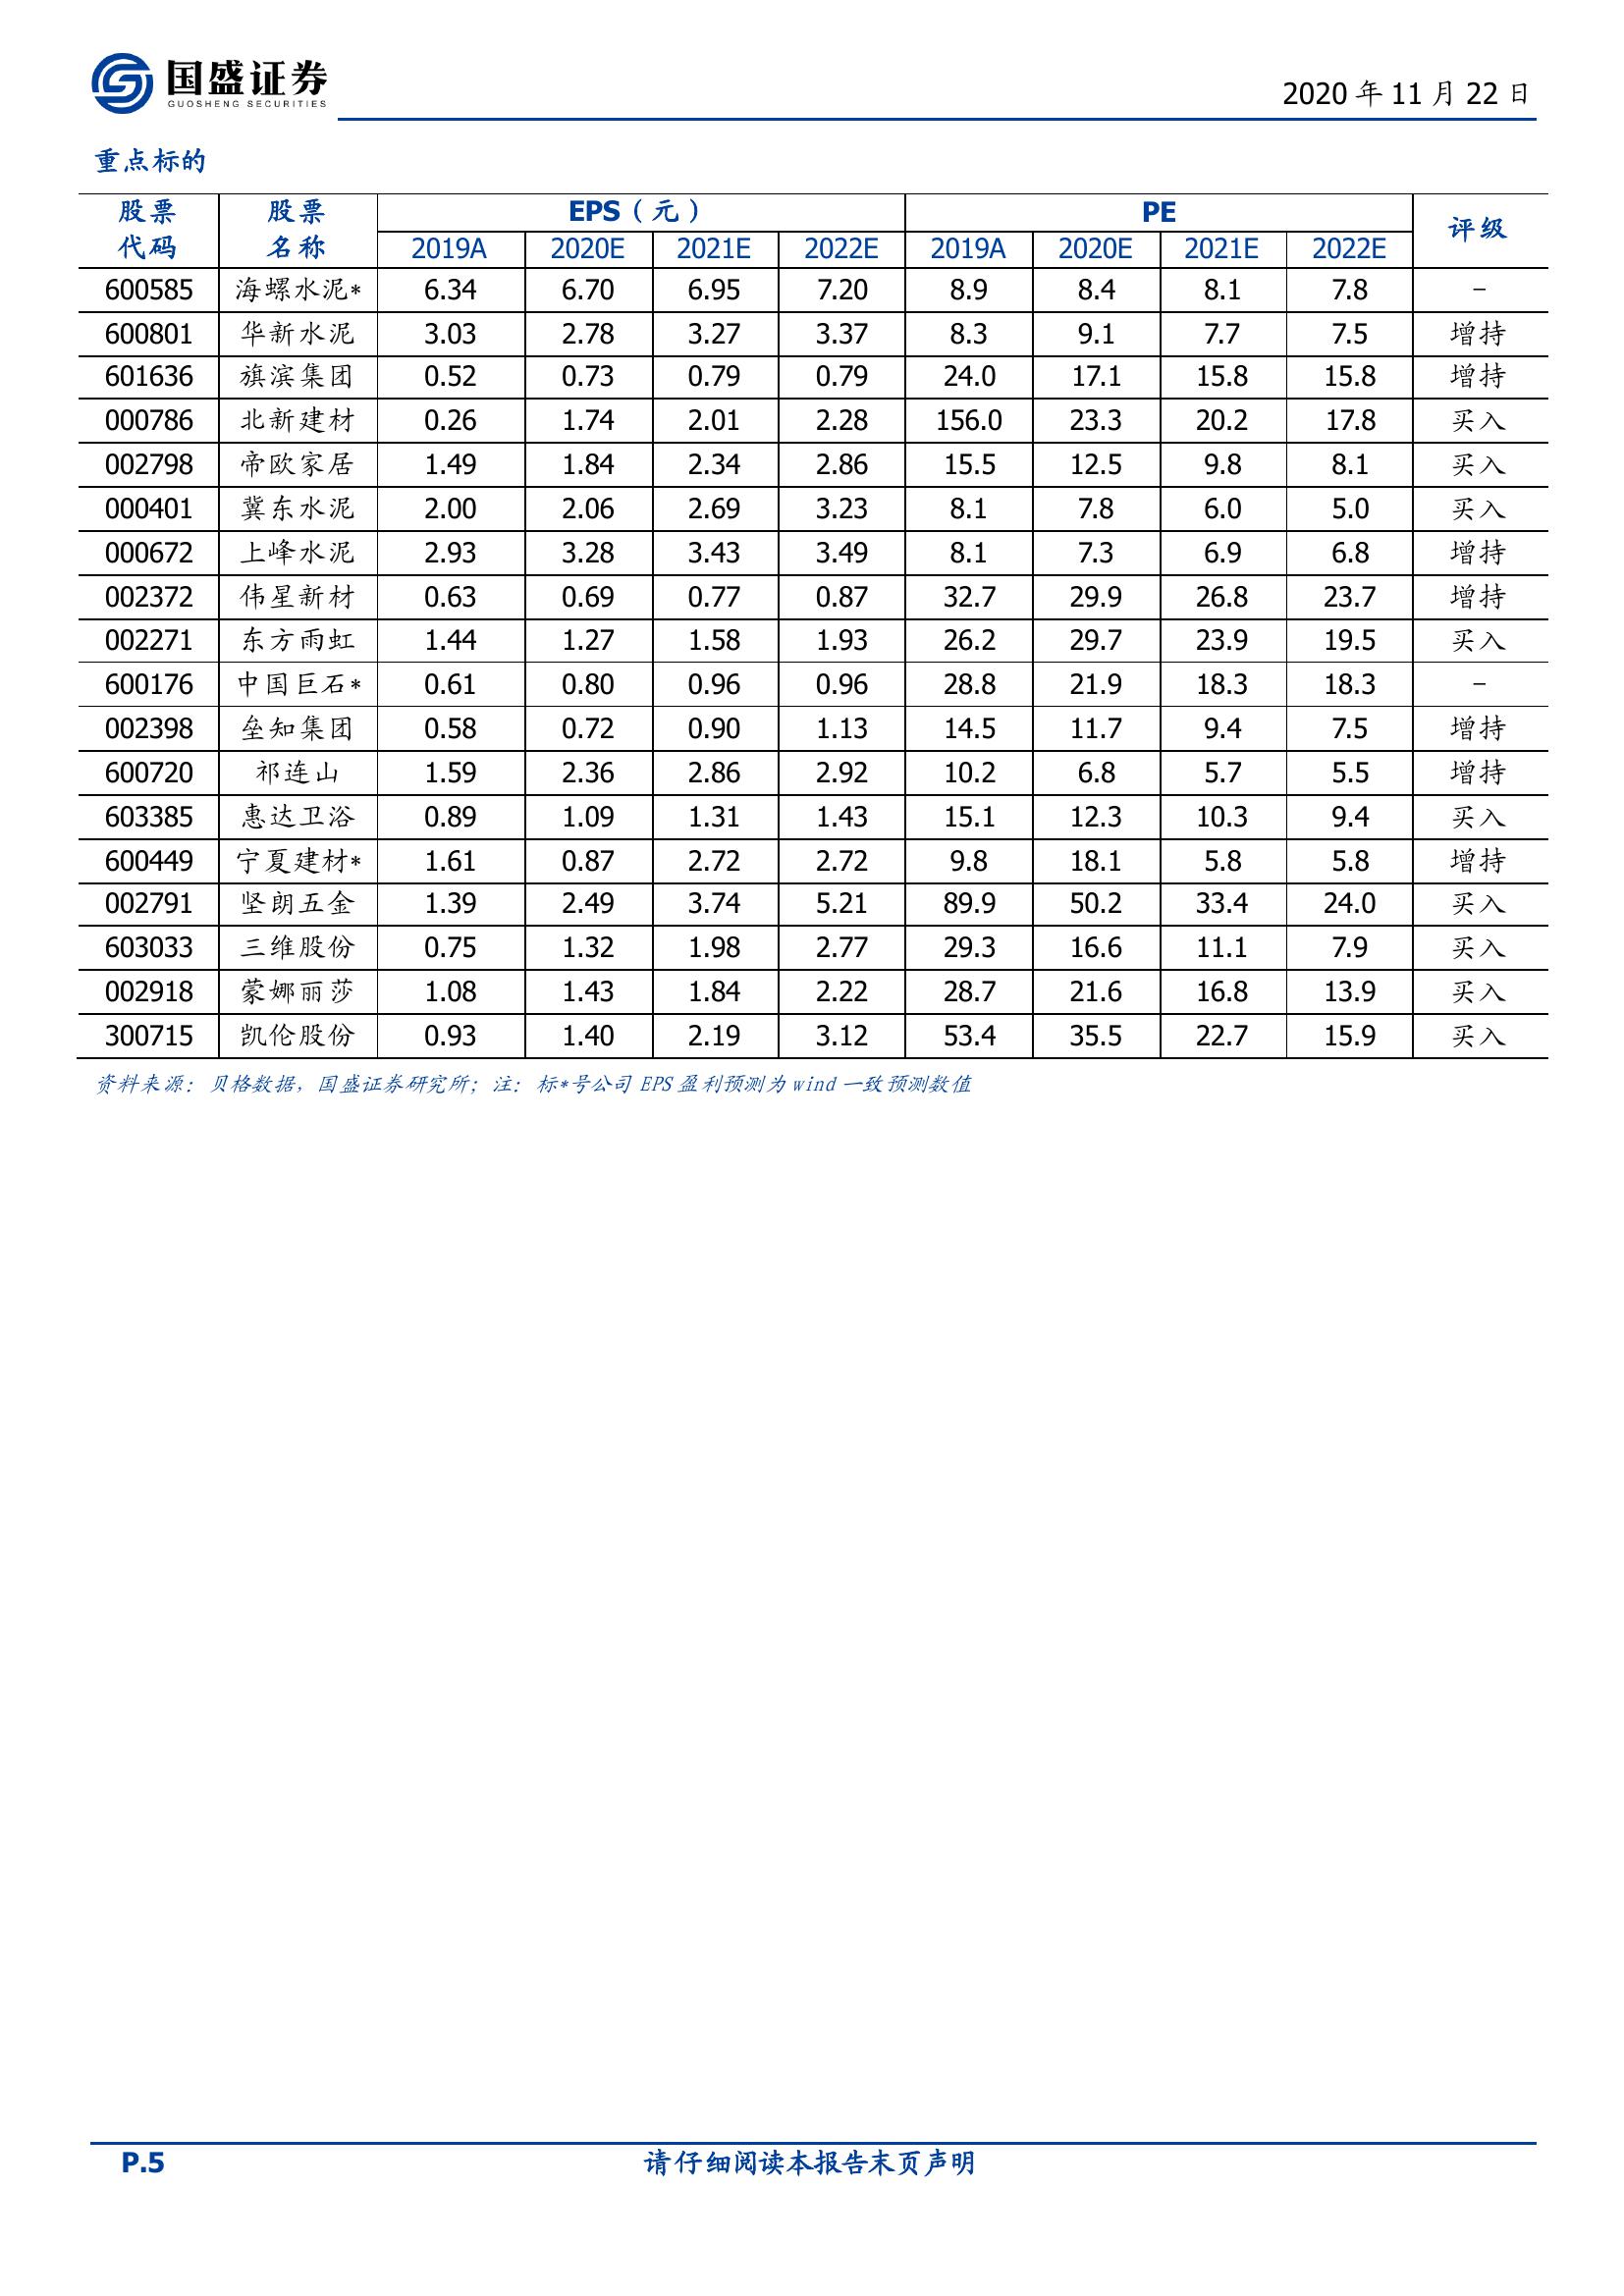 国盛证券
GUOSHENG SECURITIES
2020 年 11 月 22 日
重点标的
股票代码 股票名称 EPS（元） PE 评级
2019A 2020E 2021E 2022E 2019A 2020E 2021E 2022E
600585 海螺水泥* 6.34 6.70 6.95 7.20 8.9 8.4 8.1 7.8 -
600801 华新水泥 3.03 2.78 3.27 3.37 8.3 9.1 7.7 7.5 增持
601636 旗滨集团 0.52 0.73 0.79 0.79 24.0 17.1 15.8 15.8 增持
000786 北新建材 0.26 1.74 2.01 2.28 156.0 23.3 20.2 17.8 买入
002798 帝欧家居 1.49 1.84 2.34 2.86 15.5 12.5 9.8 8.1 买入
000401 冀东水泥 2.00 2.06 2.69 3.23 8.1 7.8 6.0 5.0 买入
000672 上峰水泥 2.93 3.28 3.43 3.49 8.1 7.3 6.9 6.8 增持
002372 伟星新材 0.63 0.69 0.77 0.87 32.7 29.9 26.8 23.7 增持
002271 东方雨虹 1.44 1.27 1.58 1.93 26.2 29.7 23.9 19.5 买入
600176 中国巨石* 0.61 0.80 0.96 0.96 28.8 21.9 18.3 18.3 -
002398 垒知集团 0.58 0.72 0.90 1.13 14.5 11.7 9.4 7.5 增持
600720 祁连山 1.59 2.36 2.86 2.92 10.2 6.8 5.7 5.5 增持
603385 惠达卫浴 0.89 1.09 1.31 1.43 15.1 12.3 10.3 9.4 买入
600449 宁夏建材* 1.61 0.87 2.72 2.72 9.8 18.1 5.8 5.8 增持
002791 坚朗五金 1.39 2.49 3.74 5.21 89.9 50.2 33.4 24.0 买入
603033 三维股份 0.75 1.32 1.98 2.77 29.3 16.6 11.1 7.9 买入
002918 蒙娜丽莎 1.08 1.43 1.84 2.22 28.7 21.6 16.8 13.9 买入
300715 凯伦股份 0.93 1.40 2.19 3.12 53.4 35.5 22.7 15.9 买入
资料来源：贝格数据，国盛证券研究所；注：标*号公司 EPS 盈利预测为 wind 一致预测数值
P.5 请仔细阅读本报告末页声明